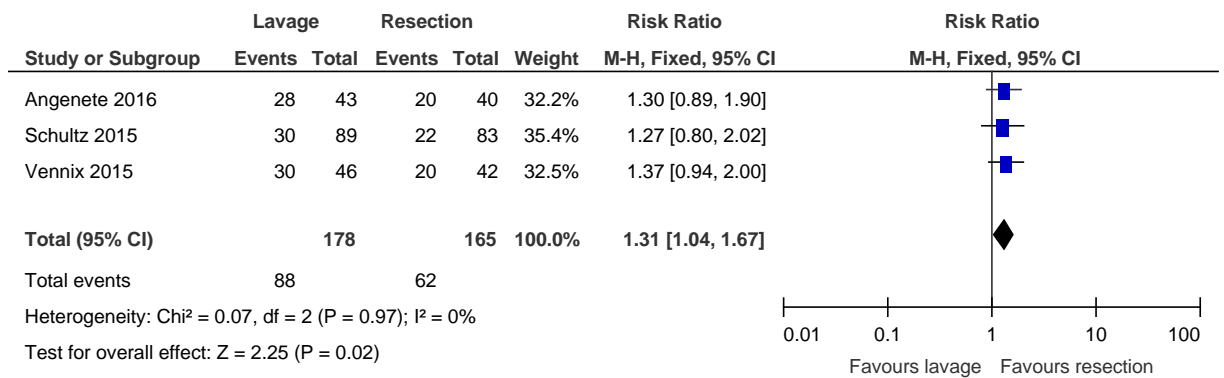 Lavage Resection Risk Ratio Risk Ratio
Study or Subgroup Events Total Events Total Weight M-H, Fixed, 95% CI M-H, Fixed, 95% CI
Angenete 2016 28 43 20 40 32.2% 1.30 [0.89, 1.90]
Schultz 2015 30 89 22 83 35.4% 1.27 [0.80, 2.02]
Vennix 2015 30 46 20 42 32.5% 1.37 [0.94, 2.00]
Total (95% CI) 178 165 100.0% 1.31 [1.04, 1.67]
Total events 88 62
Heterogeneity: Chi² = 0.07, df = 2 (P = 0.97); I² = 0%
Test for overall effect: Z = 2.25 (P = 0.02)
0.01 0.1 1 10 100
Favours lavage Favours resection